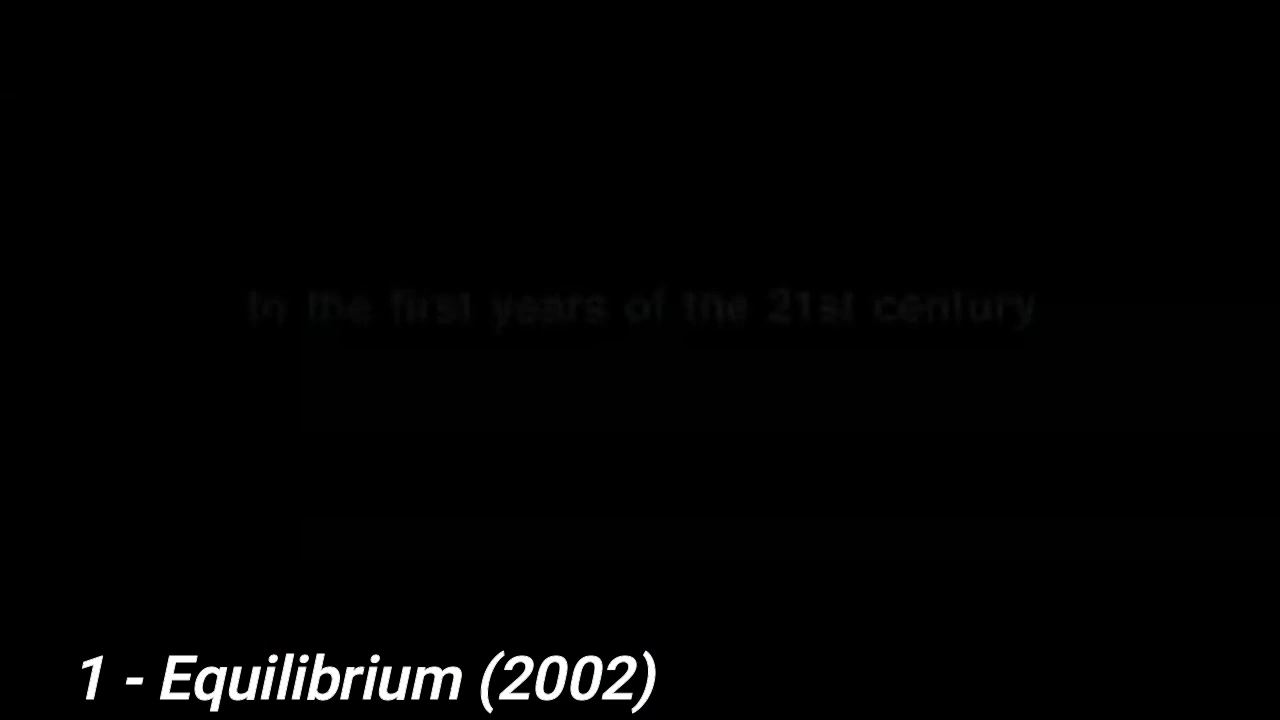 In the first years of the 21st century
1 - Equilibrium (2002)